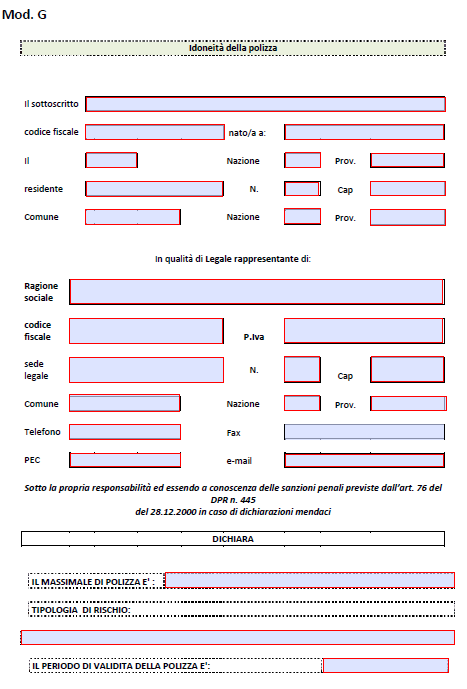 Mod. G
Idoneità della polizza
Il sottoscritto
codice fiscale nato/a a:
Il Nazione Prov.
residente N. Cap
Comune Nazione Prov.
In qualità di Legale rappresentante di:
Ragione
sociale
codice
fiscale P.Iva
sede
legale N. Cap
Comune Nazione Prov.
Telefono Fax
PEC e-mail
Sotto la propria responsabilità ed essendo a conoscenza delle sanzioni penali previste dall'art. 76 del
DPR n. 445
del 28.12.2000 in caso di dichiarazioni mendaci
DICHIARA
IL MASSIMALE DI POLIZZA E' :
TIPOLOGIA DI RISCHIO:
IL PERIODO DI VALIDITA DELLA POLIZZA E':